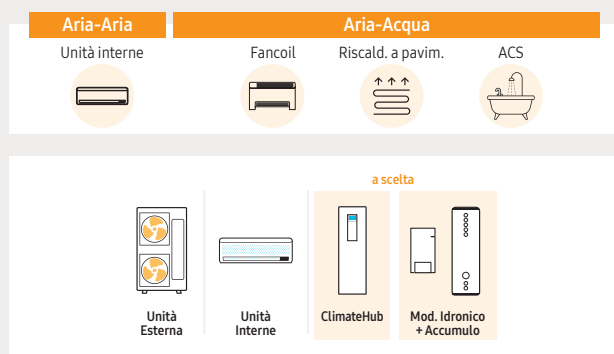 Aria-Aria
Aria-Acqua
Unità interne
Fancoil
Riscald. a pavim.
ACS
a scelta
Unità
Esterna
Unità
Interne
ClimateHub
Mod. Idronico
+ Accumulo